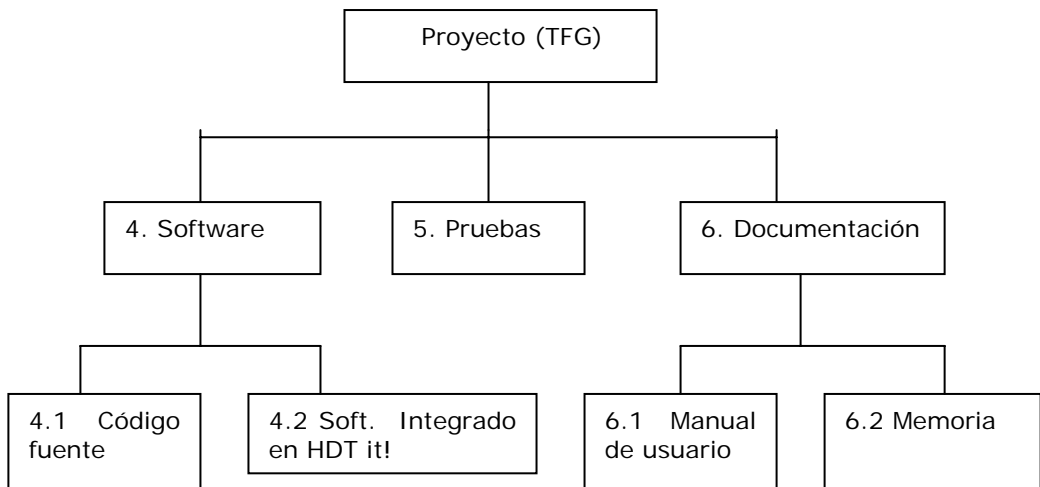 Proyecto (TFG)
4. Software
5. Pruebas
6. Documentación
4.1 Código
fuente
4.2 Soft. Integrado
en HDT it!
6.1 Manual
de usuario
6.2 Memoria